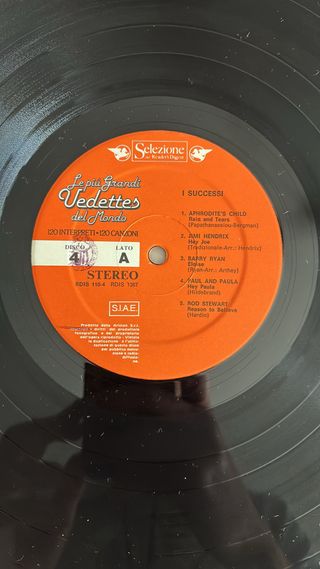 Selezione
dal Reader's Digest
Le più Grandi
Vedettes
del Mondo
120 INTERPRETI • 120 CANZONI
DISCO
4
LATO
A
STEREO
RDIS 118-4 RDIS 1307
S.I.A.E.
I SUCCESSI
1. APHRODITE'S CHILD
Rain and Tears
(Papathanassiou-Bergman)
2. JIMI HENDRIX
Hey Joe
(Tradizionale-Arr.: Hendrix)
3. BARRY RYAN
Eloise
(Ryan-Arr.: Arthey)
4. PAUL AND PAULA
Hey Paula
(Hildebrand)
5. ROD STEWART
Reason to Believe
(Hardin)